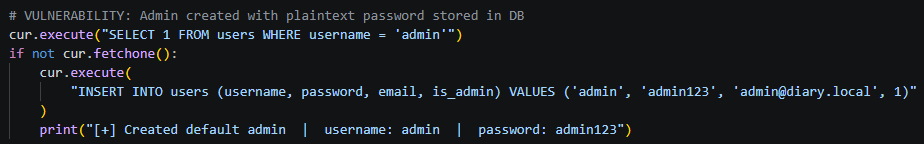 # VULNERABILITY: Admin created with plaintext password stored in DB
cur.execute("SELECT 1 FROM users WHERE username = 'admin'")
if not cur.fetchone():
    cur.execute(
        "INSERT INTO users (username, password, email, is_admin) VALUES ('admin', 'admin123', 'admin@diary.local', 1)"
    )
    print("[+] Created default admin  |  username: admin  |  password: admin123")